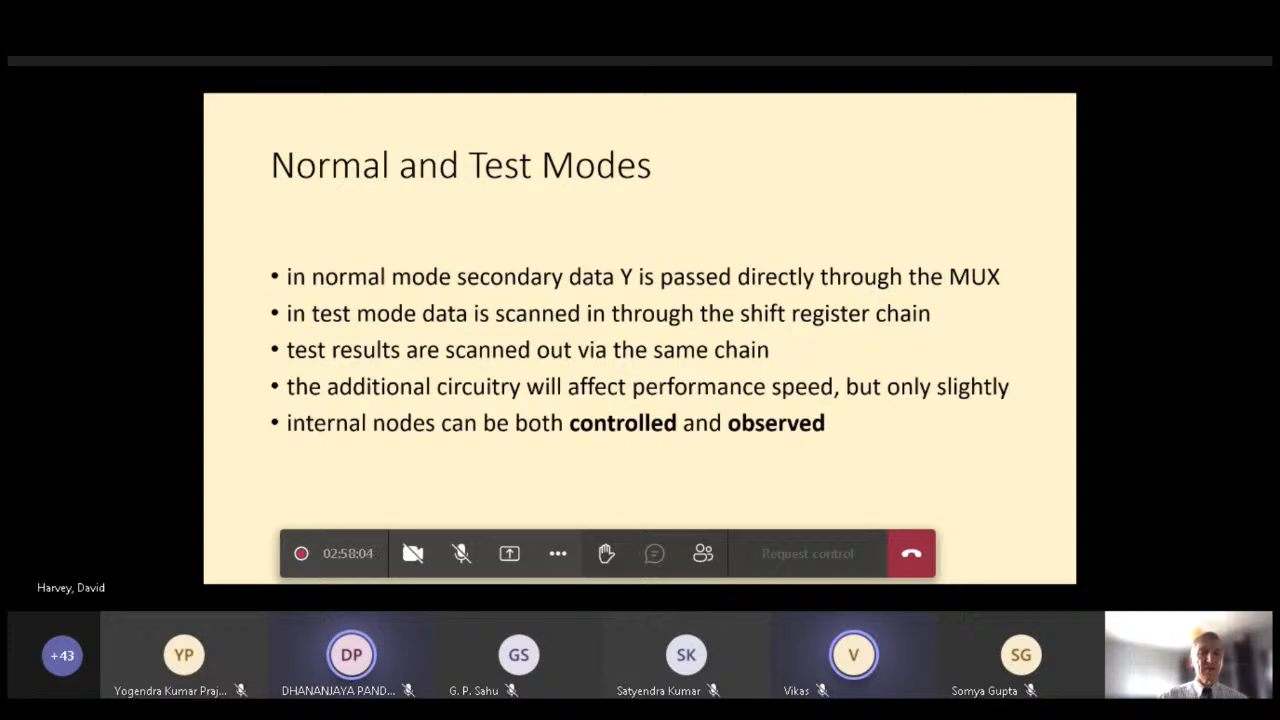 Normal and Test Modes
• in normal mode secondary data Y is passed directly through the MUX
• in test mode data is scanned in through the shift register chain
• test results are scanned out via the same chain
• the additional circuitry will affect performance speed, but only slightly
• internal nodes can be both controlled and observed
02:58:04
Request control
Harvey, David
+43
YP
DP
GS
SK
V
SG
Yogendra Kumar Praj...
DHANANJAYA PAND...
G. P. Sahu
Satyendra Kumar
Vikas
Somya Gupta